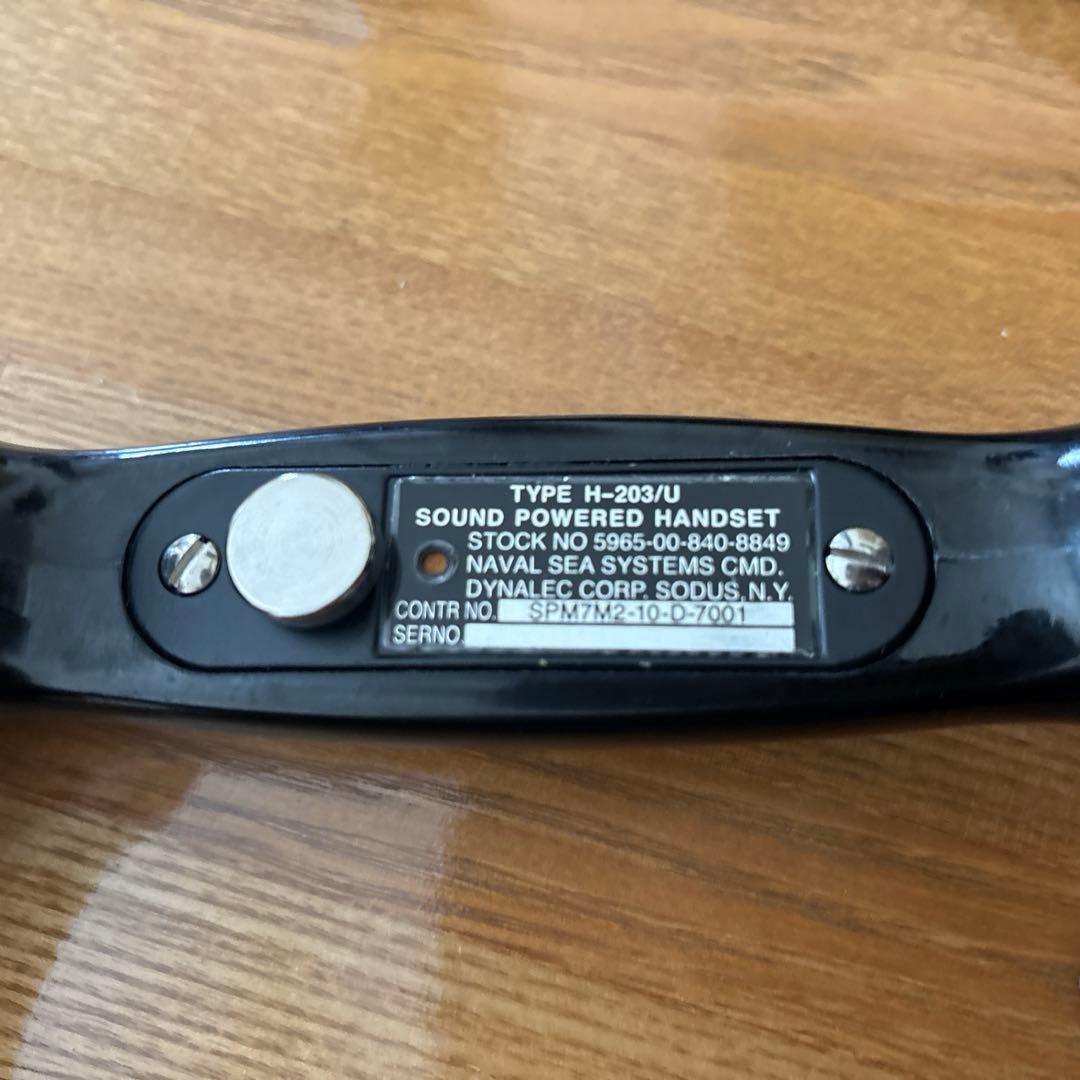 TYPE H-203/U
SOUND POWERED HANDSET
STOCK NO 5965-00-840-8849
NAVAL SEA SYSTEMS CMD.
DYNALEC CORP. SODUS, N.Y.
CONTR NO. SPM7M2-10-D-7001
SERNO.